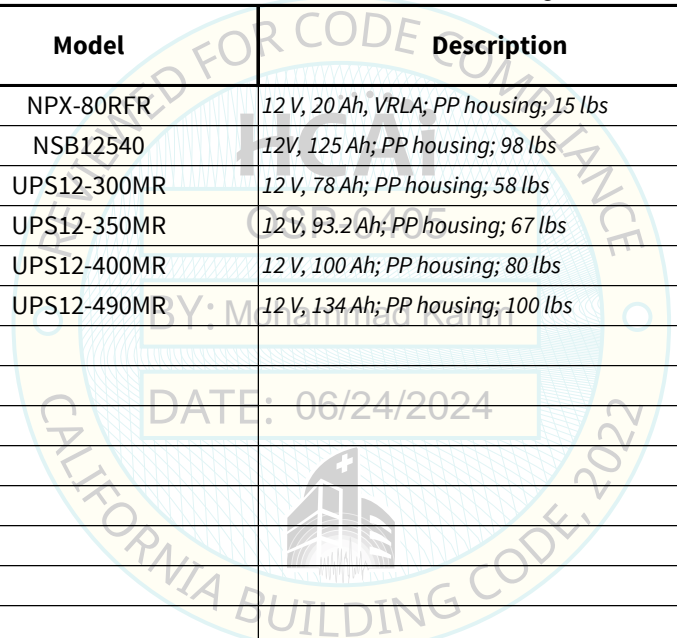 Model Description
NPX-80RFR 12 V, 20 Ah, VRLA; PP housing; 15 lbs
NSB12540 12V, 125 Ah; PP housing; 98 lbs
UPS12-300MR 12 V, 78 Ah; PP housing; 58 lbs
UPS12-350MR 12 V, 93.2 Ah; PP housing; 67 lbs
UPS12-400MR 12 V, 100 Ah; PP housing; 80 lbs
UPS12-490MR 12 V, 134 Ah; PP housing; 100 lbs
REVIEWED FOR CODE COMPLIANCE
HCAi
OSP-0405
BY: Mohammad Karim
DATE: 06/24/2024
CALIFORNIA BUILDING CODE, 2022